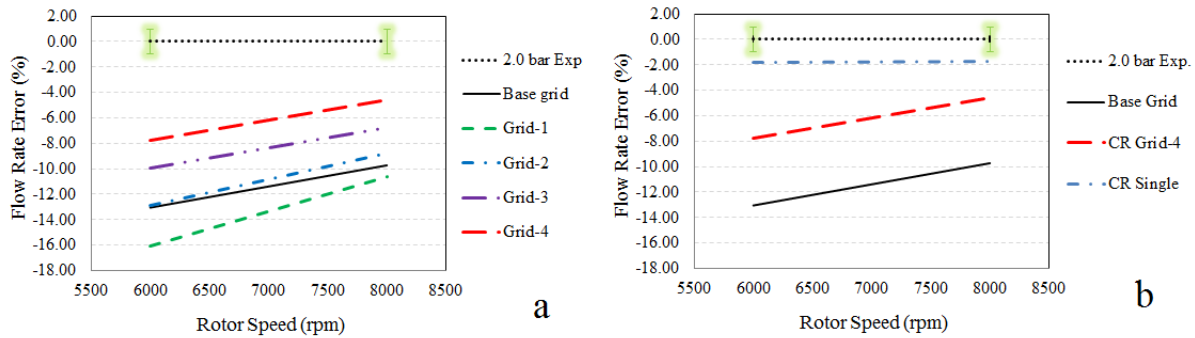 2.00
0.00
-2.00
-4.00
-6.00
-8.00
-10.00
-12.00
-14.00
-16.00
-18.00
Flow Rate Error (%)
5500 6000 6500 7000 7500 8000 8500
Rotor Speed (rpm)
2.0 bar Exp
Base grid
Grid-1
Grid-2
Grid-3
Grid-4
a
2.00
0.00
-2.00
-4.00
-6.00
-8.00
-10.00
-12.00
-14.00
-16.00
-18.00
Flow Rate Error (%)
5500 6000 6500 7000 7500 8000 8500
Rotor Speed (rpm)
2.0 bar Exp.
Base Grid
CR Grid-4
CR Single
b